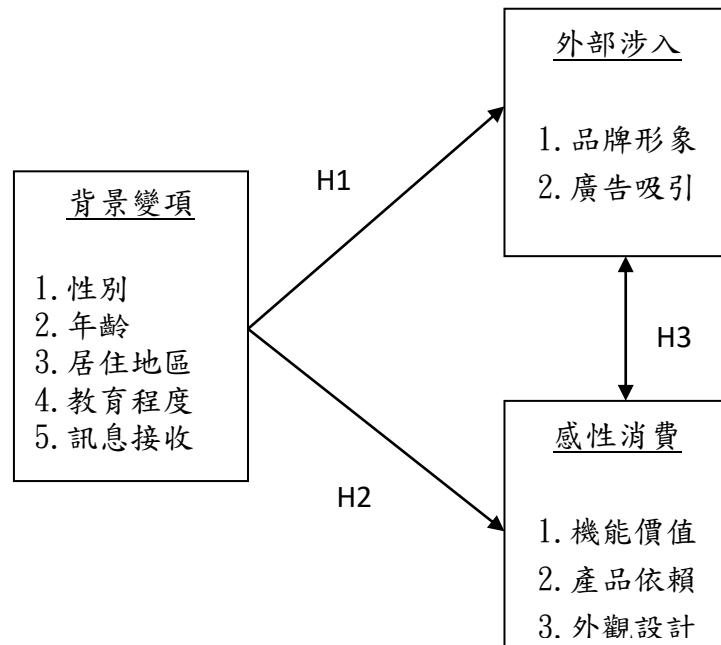 外部涉入
1.品牌形象
2.廣告吸引
H1
背景變項
1.性別
2.年齡
3.居住地區
4.教育程度
5.訊息接收
H3
H2
感性消費
1.機能價值
2.產品依賴
3.外觀設計